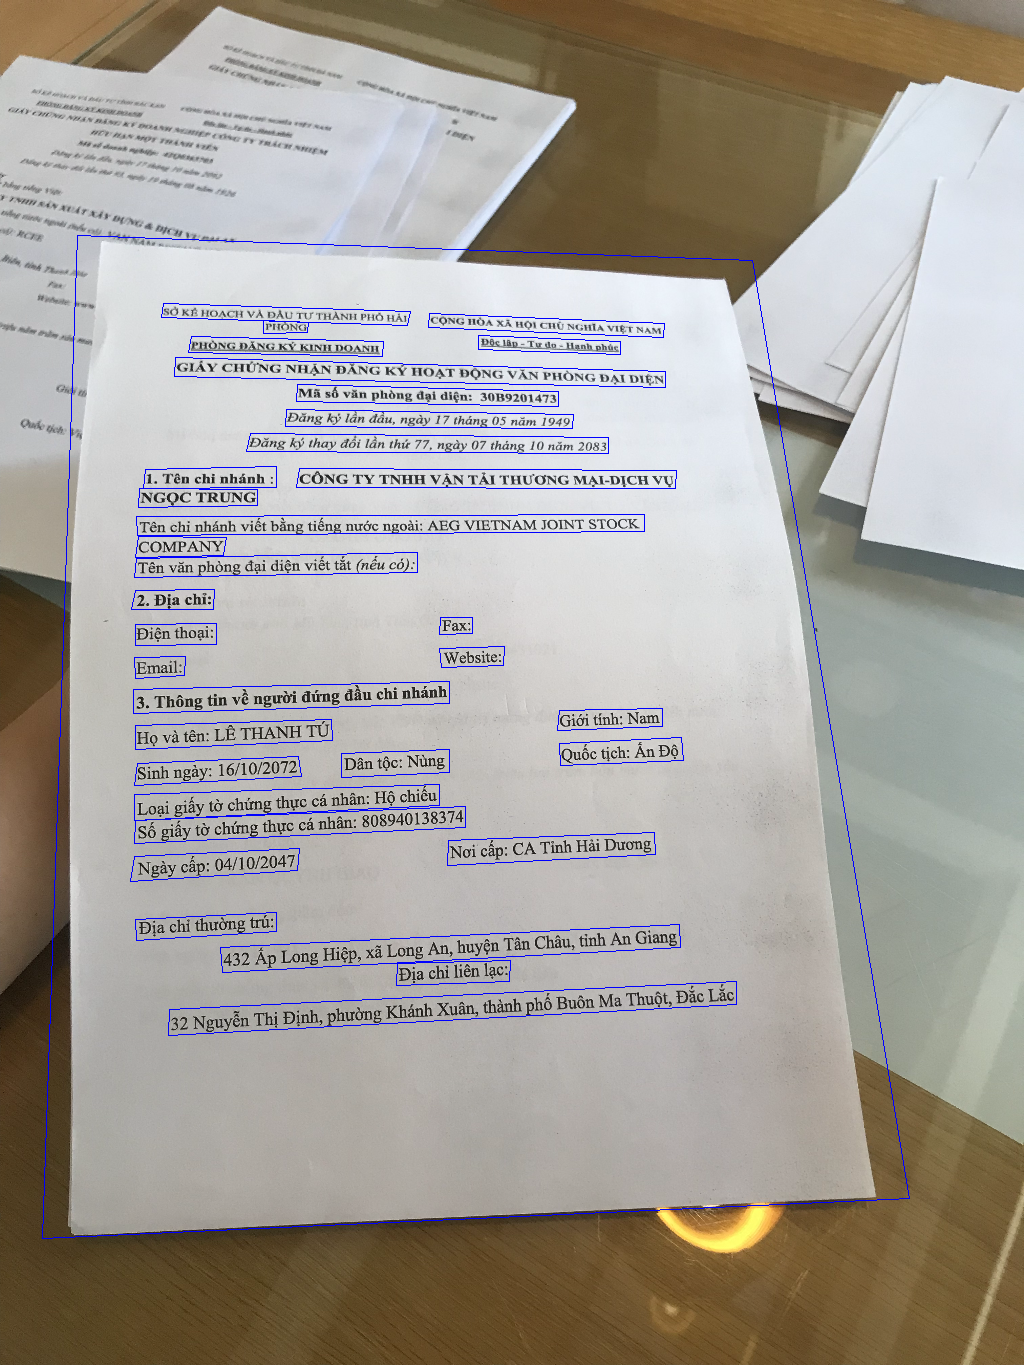 SỞ KẾ HOẠCH VÀ ĐẦU TƯ THÀNH PHỐ HẢI PHÒNG
CỘNG HÒA XÃ HỘI CHỦ NGHĨA VIỆT NAM
PHÒNG ĐĂNG KÝ KINH DOANH
Độc lập - Tự do - Hạnh phúc
GIẤY CHỨNG NHẬN ĐĂNG KÝ HOẠT ĐỘNG VĂN PHÒNG ĐẠI DIỆN
Mã số văn phòng đại diện: 30B9201473
Đăng ký lần đầu, ngày 17 tháng 05 năm 1949
Đăng ký thay đổi lần thứ 77, ngày 07 tháng 10 năm 2083
1. Tên chi nhánh : CÔNG TY TNHH VẬN TẢI THƯƠNG MẠI-DỊCH VỤ
NGỌC TRUNG
Tên chi nhánh viết bằng tiếng nước ngoài: AEG VIETNAM JOINT STOCK
COMPANY
Tên văn phòng đại diện viết tắt (nếu có):
2. Địa chỉ:
Điện thoại: Fax:
Email: Website:
3. Thông tin về người đứng đầu chi nhánh
Họ và tên: LÊ THANH TÚ Giới tính: Nam
Sinh ngày: 16/10/2072 Dân tộc: Nùng Quốc tịch: Ấn Độ
Loại giấy tờ chứng thực cá nhân: Hộ chiếu
Số giấy tờ chứng thực cá nhân: 808940138374
Ngày cấp: 04/10/2047 Nơi cấp: CA Tỉnh Hải Dương
Địa chỉ thường trú:
432 Ấp Long Hiệp, xã Long An, huyện Tân Châu, tỉnh An Giang
Địa chỉ liên lạc:
32 Nguyễn Thị Định, phường Khánh Xuân, thành phố Buôn Ma Thuột, Đắc Lắc